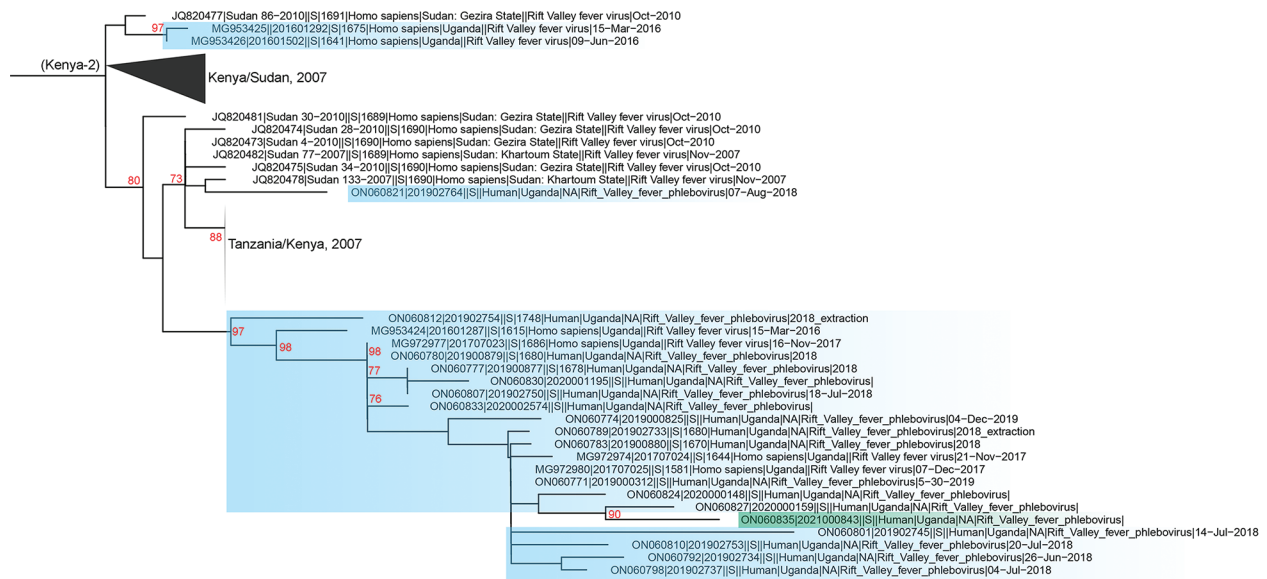 JQ820477|Sudan 86-2010||S|1691|Homo sapiens|Sudan: Gezira State||Rift Valley fever virus|Oct-2010
97
MG953425||201601292|S|1675|Homo sapiens|Uganda||Rift Valley fever virus|15-Mar-2016
MG953426|201601502||S|1641|Homo sapiens|Uganda||Rift Valley fever virus|09-Jun-2016
(Kenya-2)
Kenya/Sudan, 2007
JQ820481|Sudan 30-2010||S|1689|Homo sapiens|Sudan: Gezira State||Rift Valley fever virus|Oct-2010
JQ820474|Sudan 28-2010||S|1690|Homo sapiens|Sudan: Gezira State||Rift Valley fever virus|Oct-2010
JQ820473|Sudan 4-2010||S|1690|Homo sapiens|Sudan: Gezira State||Rift Valley fever virus|Oct-2010
JQ820482|Sudan 77-2007||S|1689|Homo sapiens|Sudan: Khartoum State||Rift Valley fever virus|Nov-2007
JQ820475|Sudan 34-2010||S|1690|Homo sapiens|Sudan: Gezira State||Rift Valley fever virus|Oct-2010
80
73
JQ820478|Sudan 133-2007||S|1690|Homo sapiens|Sudan: Khartoum State||Rift Valley fever virus|Nov-2007
ON060821|201902764||S||Human|Uganda|NA|Rift_Valley_fever_phlebovirus|07-Aug-2018
88
Tanzania/Kenya, 2007
ON060812|201902754||S|1748|Human|Uganda|NA|Rift_Valley_fever_phlebovirus|2018_extraction
97
MG953424|201601287||S|1615|Homo sapiens|Uganda||Rift Valley fever virus|15-Mar-2016
98
MG972977|201707023||S|1686|Homo sapiens|Uganda||Rift Valley fever virus|16-Nov-2017
98
ON060780|201900879||S|1680|Human|Uganda|NA|Rift_Valley_fever_phlebovirus|2018
77
ON060777|201900877||S|1678|Human|Uganda|NA|Rift_Valley_fever_phlebovirus|2018
ON060830|2020001195||S||Human|Uganda|NA|Rift_Valley_fever_phlebovirus|
ON060807|201902750||S||Human|Uganda|NA|Rift_Valley_fever_phlebovirus|18-Jul-2018
76
ON060833|2020002574||S||Human|Uganda|NA|Rift_Valley_fever_phlebovirus|
ON060774|2019000825||S||Human|Uganda|NA|Rift_Valley_fever_phlebovirus|04-Dec-2019
ON060789|201902733||S|1680|Human|Uganda|NA|Rift_Valley_fever_phlebovirus|2018_extraction
ON060783|201900880||S|1670|Human|Uganda|NA|Rift_Valley_fever_phlebovirus|2018
MG972974|201707024||S|1644|Homo sapiens|Uganda||Rift Valley fever virus|21-Nov-2017
MG972980|201707025||S|1581|Homo sapiens|Uganda||Rift Valley fever virus|07-Dec-2017
ON060771|2019000312||S||Human|Uganda|NA|Rift_Valley_fever_phlebovirus|5-30-2019
ON060824|2020000148||S||Human|Uganda|NA|Rift_Valley_fever_phlebovirus|
ON060827|2020000159||S||Human|Uganda|NA|Rift_Valley_fever_phlebovirus|
90
ON060835|2021000843||S||Human|Uganda|NA|Rift_Valley_fever_phlebovirus|
ON060801|201902745||S||Human|Uganda|NA|Rift_Valley_fever_phlebovirus|14-Jul-2018
ON060810|201902753||S||Human|Uganda|NA|Rift_Valley_fever_phlebovirus|20-Jul-2018
ON060792|201902734||S||Human|Uganda|NA|Rift_Valley_fever_phlebovirus|26-Jun-2018
ON060798|201902737||S||Human|Uganda|NA|Rift_Valley_fever_phlebovirus|04-Jul-2018